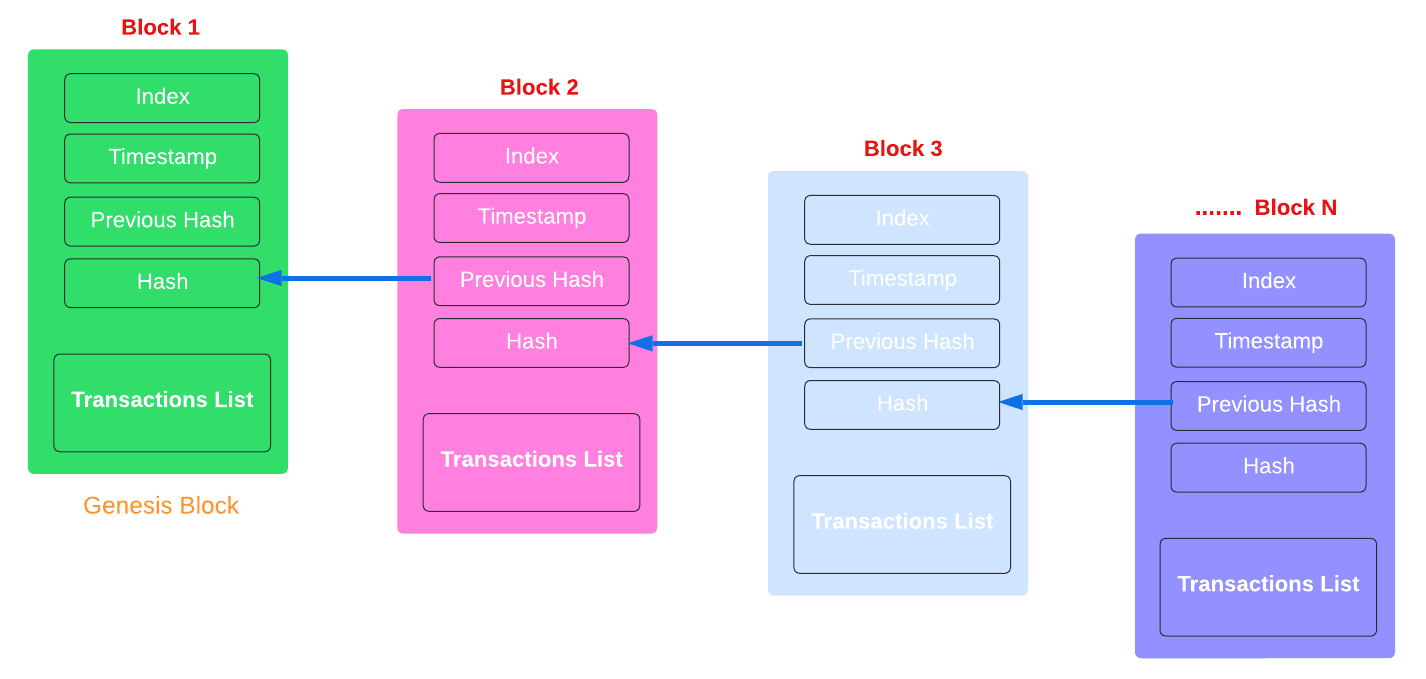 Block 1
Index
Timestamp
Previous Hash
Hash
Transactions List
Genesis Block
Block 2
Index
Timestamp
Previous Hash
Hash
Transactions List
Block 3
Index
Timestamp
Previous Hash
Hash
Transactions List
....... Block N
Index
Timestamp
Previous Hash
Hash
Transactions List